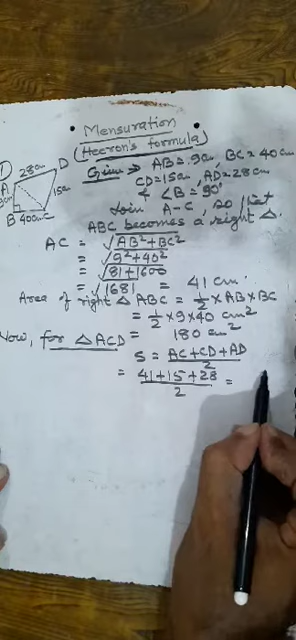 • Mensuration •
(Heeron's formula)
1
28cm D
A
15cm
9cm
B 40cm C
Given → AB = 9cm, BC = 40cm
CD = 15cm, AD = 28cm
& ∠B = 90°
Join A-C, so that
ABC becomes a right △.
AC = √AB²+BC²
= √9²+40²
= √81+1600
= √1681 = 41 cm
Area of right △ ABC = 1/2 × AB × BC
= 1/2 × 9 × 40 cm²
= 180 cm²
Now, for △ACD
S = AC+CD+AD/2
= 41+15+28/2 =